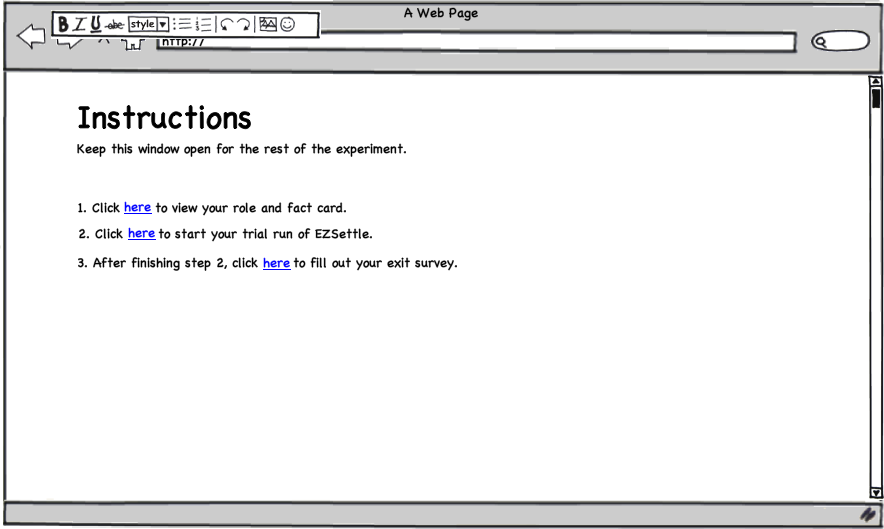 A Web Page
B I U abc style
http://
Instructions
Keep this window open for the rest of the experiment.
1. Click here to view your role and fact card.
2. Click here to start your trial run of EZSettle.
3. After finishing step 2, click here to fill out your exit survey.